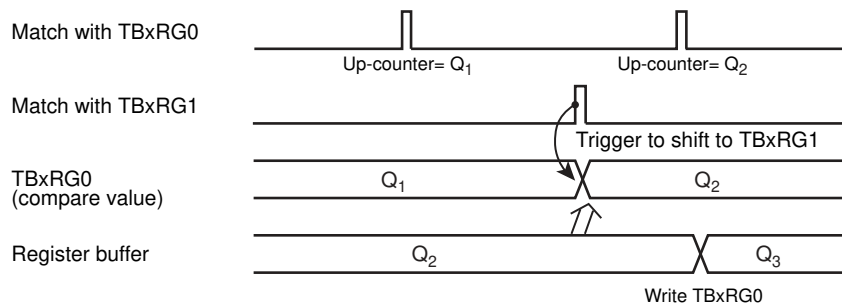 Match with TBxRG0
Up-counter= Q1
Up-counter= Q2
Match with TBxRG1
Trigger to shift to TBxRG1
TBxRG0
(compare value)
Q1
Q2
Register buffer
Q2
Q3
Write TBxRG0